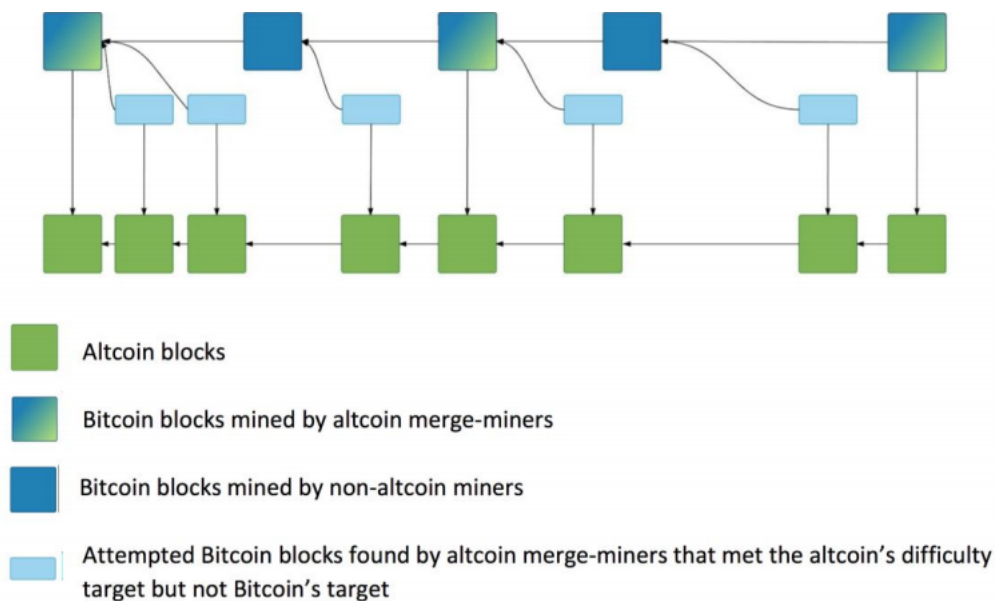 Altcoin blocks
Bitcoin blocks mined by altcoin merge-miners
Bitcoin blocks mined by non-altcoin miners
Attempted Bitcoin blocks found by altcoin merge-miners that met the altcoin’s difficulty
target but not Bitcoin’s target